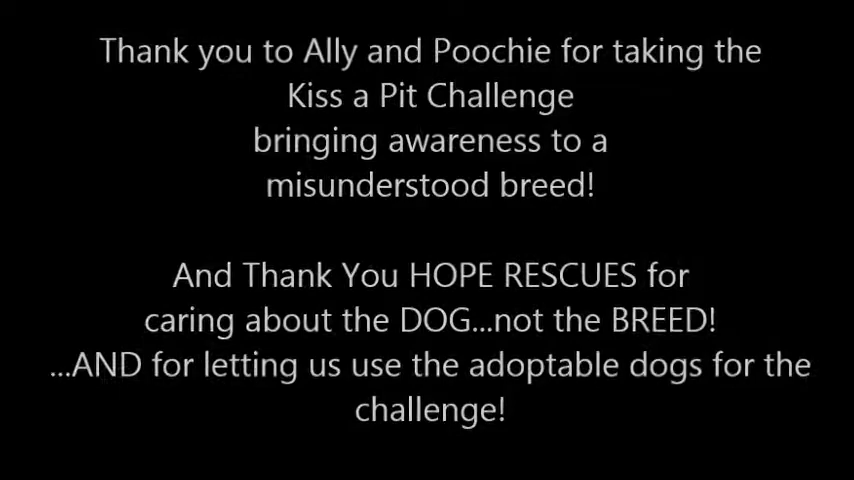 Thank you to Ally and Poochie for taking the
Kiss a Pit Challenge
bringing awareness to a
misunderstood breed!
And Thank You HOPE RESCUES for
caring about the DOG...not the BREED!
...AND for letting us use the adoptable dogs for the
challenge!